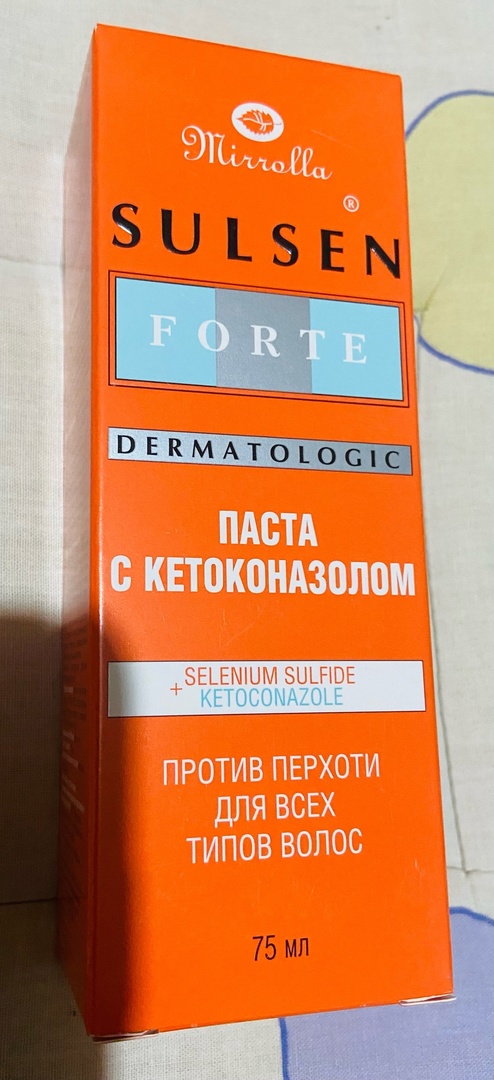 Mirrolla
®
SULSEN
FORTE
DERMATOLOGIC
ПАСТА
С КЕТОКОНАЗОЛОМ
SELENIUM SULFIDE
+
KETOCONAZOLE
ПРОТИВ ПЕРХОТИ
ДЛЯ ВСЕХ
ТИПОВ ВОЛОС
75 мл